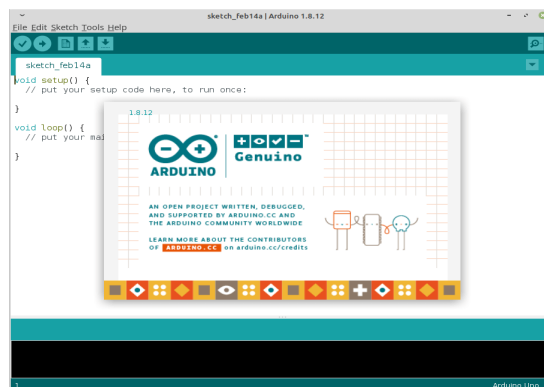 sketch_feb14a | Arduino 1.8.12
File Edit Sketch Tools Help
sketch_feb14a
void setup() {
// put your setup code here, to run once:
}
void loop() {
// put your mai
}
1.8.12
ARDUINO
Genuino
AN OPEN PROJECT WRITTEN, DEBUGGED,
AND SUPPORTED BY ARDUINO.CC AND
THE ARDUINO COMMUNITY WORLDWIDE
LEARN MORE ABOUT THE CONTRIBUTORS
OF ARDUINO.CC on arduino.cc/credits
1 Arduino Uno